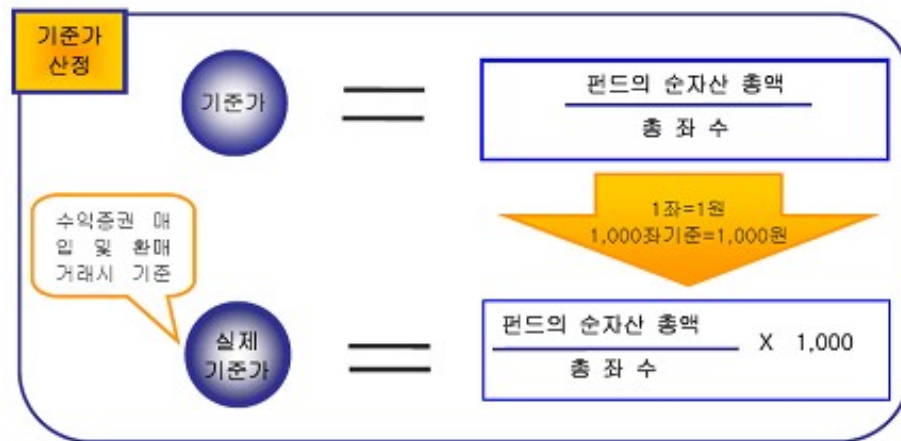 기준가
산정
기준가
펀드의 순자산 총액
총 좌 수
1좌=1원
1,000좌기준=1,000원
수익증권 매
입 및 환매
거래시 기준
실제
기준가
펀드의 순자산 총액
총 좌 수
X 1,000